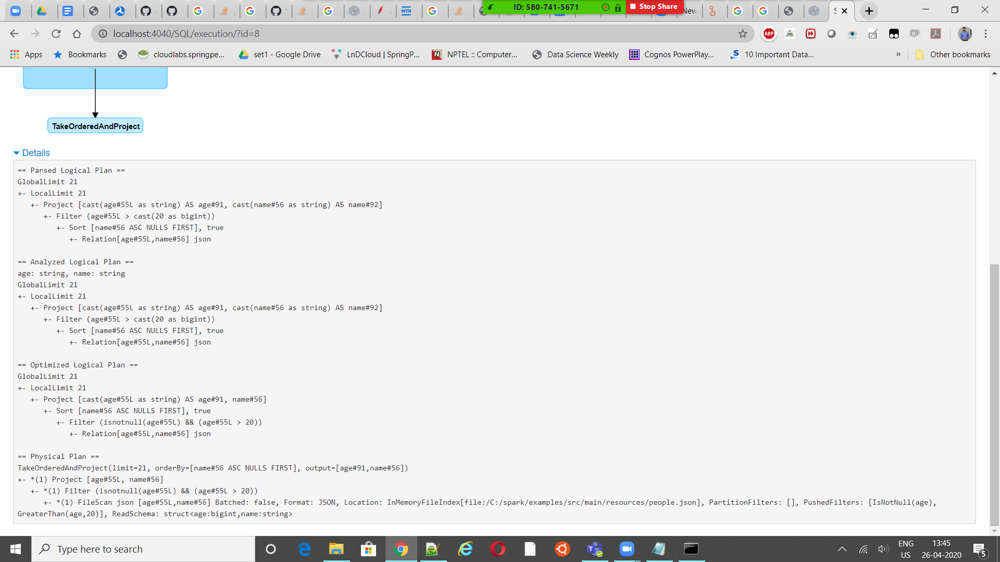 ID: 580-741-5671
Stop Share
New
localhost:4040/SQL/execution/?id=8
ABP
Apps
Bookmarks
cloudlabs.springpe...
set1 - Google Drive
LnDCloud | SpringP...
NPTEL :: Computer...
Data Science Weekly
Cognos PowerPlay...
10 Important Data...
»
Other bookmarks
TakeOrderedAndProject
Details
== Parsed Logical Plan ==
GlobalLimit 21
+- LocalLimit 21
   +- Project [cast(age#55L as string) AS age#91, cast(name#56 as string) AS name#92]
      +- Filter (age#55L > cast(20 as bigint))
         +- Sort [name#56 ASC NULLS FIRST], true
            +- Relation[age#55L,name#56] json

== Analyzed Logical Plan ==
age: string, name: string
GlobalLimit 21
+- LocalLimit 21
   +- Project [cast(age#55L as string) AS age#91, cast(name#56 as string) AS name#92]
      +- Filter (age#55L > cast(20 as bigint))
         +- Sort [name#56 ASC NULLS FIRST], true
            +- Relation[age#55L,name#56] json

== Optimized Logical Plan ==
GlobalLimit 21
+- LocalLimit 21
   +- Project [cast(age#55L as string) AS age#91, name#56]
      +- Sort [name#56 ASC NULLS FIRST], true
         +- Filter (isnotnull(age#55L) && (age#55L > 20))
            +- Relation[age#55L,name#56] json

== Physical Plan ==
TakeOrderedAndProject(limit=21, orderBy=[name#56 ASC NULLS FIRST], output=[age#91,name#56])
+- *(1) Project [age#55L, name#56]
   +- *(1) Filter (isnotnull(age#55L) && (age#55L > 20))
      +- *(1) FileScan json [age#55L,name#56] Batched: false, Format: JSON, Location: InMemoryFileIndex[file:/C:/spark/examples/src/main/resources/people.json], PartitionFilters: [], PushedFilters: [IsNotNull(age),
GreaterThan(age,20)], ReadSchema: struct<age:bigint,name:string>
Type here to search
ENG
US
13:45
26-04-2020
5